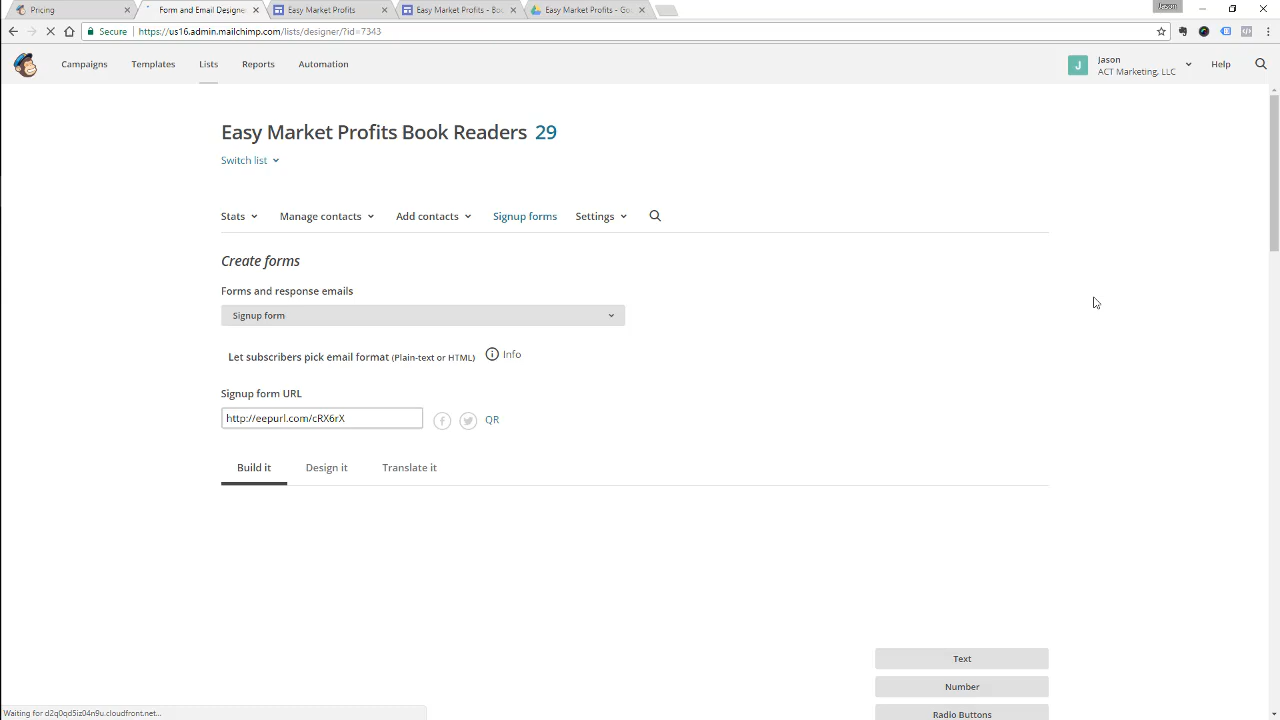 Pricing
Form and Email Designe
Easy Market Profits
Easy Market Profits - Boo
Easy Market Profits - Goo
Jason
Secure
https://us16.admin.mailchimp.com/lists/designer/?id=7343
Campaigns
Templates
Lists
Reports
Automation
J
Jason
ACT Marketing, LLC
Help
Easy Market Profits Book Readers 29
Switch list
Stats
Manage contacts
Add contacts
Signup forms
Settings
Create forms
Forms and response emails
Signup form
Let subscribers pick email format (Plain-text or HTML)
Info
Signup form URL
http://eepurl.com/cRX6rX
QR
Build it
Design it
Translate it
Text
Number
Radio Buttons
Waiting for d2q0qd5iz04n9u.cloudfront.net...